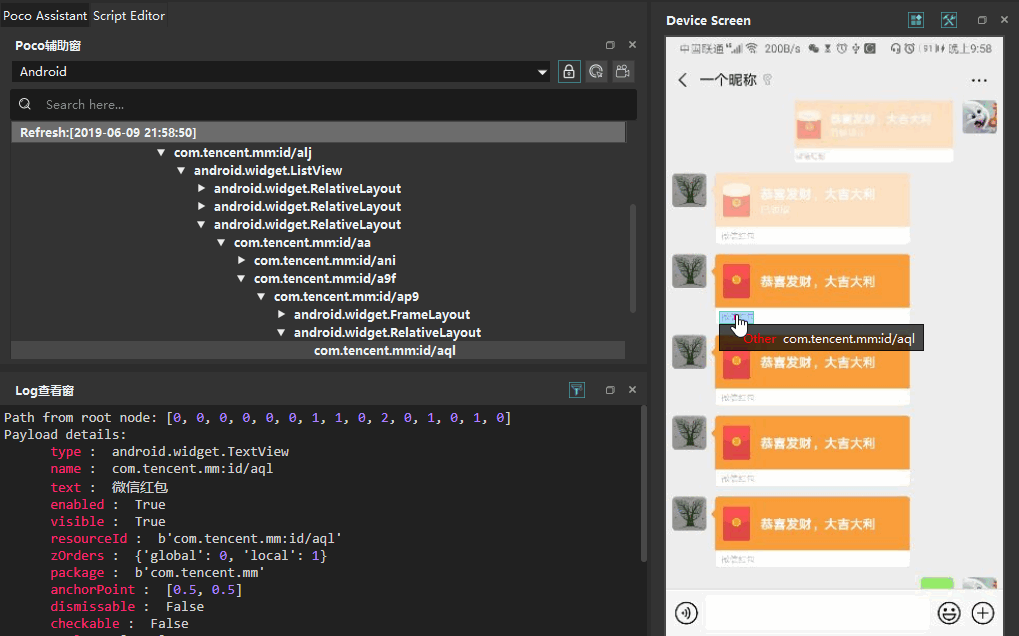 Poco Assistant Script Editor
Poco辅助窗
Android
Search here...
Refresh:[2019-06-09 21:58:50]
com.tencent.mm:id/alj
android.widget.ListView
android.widget.RelativeLayout
android.widget.RelativeLayout
android.widget.RelativeLayout
com.tencent.mm:id/aa
com.tencent.mm:id/ani
com.tencent.mm:id/a9f
com.tencent.mm:id/ap9
android.widget.FrameLayout
android.widget.RelativeLayout
com.tencent.mm:id/aql
Log查看窗
Path from root node: [0, 0, 0, 0, 0, 0, 1, 1, 0, 2, 0, 1, 0, 1, 0]
Payload details:
type : android.widget.TextView
name : com.tencent.mm:id/aql
text : 微信红包
enabled : True
visible : True
resourceId : b'com.tencent.mm:id/aql'
zOrders : {'global': 0, 'local': 1}
package : b'com.tencent.mm'
anchorPoint : [0.5, 0.5]
dismissable : False
checkable : False
Device Screen
中国联通 200B/s 91 晚上9:58
一个昵称
恭喜发财，大吉大利
微信红包
恭喜发财，大吉大利
微信红包
恭喜发财，大吉大利
Other com.tencent.mm:id/aql
恭喜发财，大吉大利
微信红包
恭喜发财，大吉大利
微信红包
恭喜发财，大吉大利
微信红包